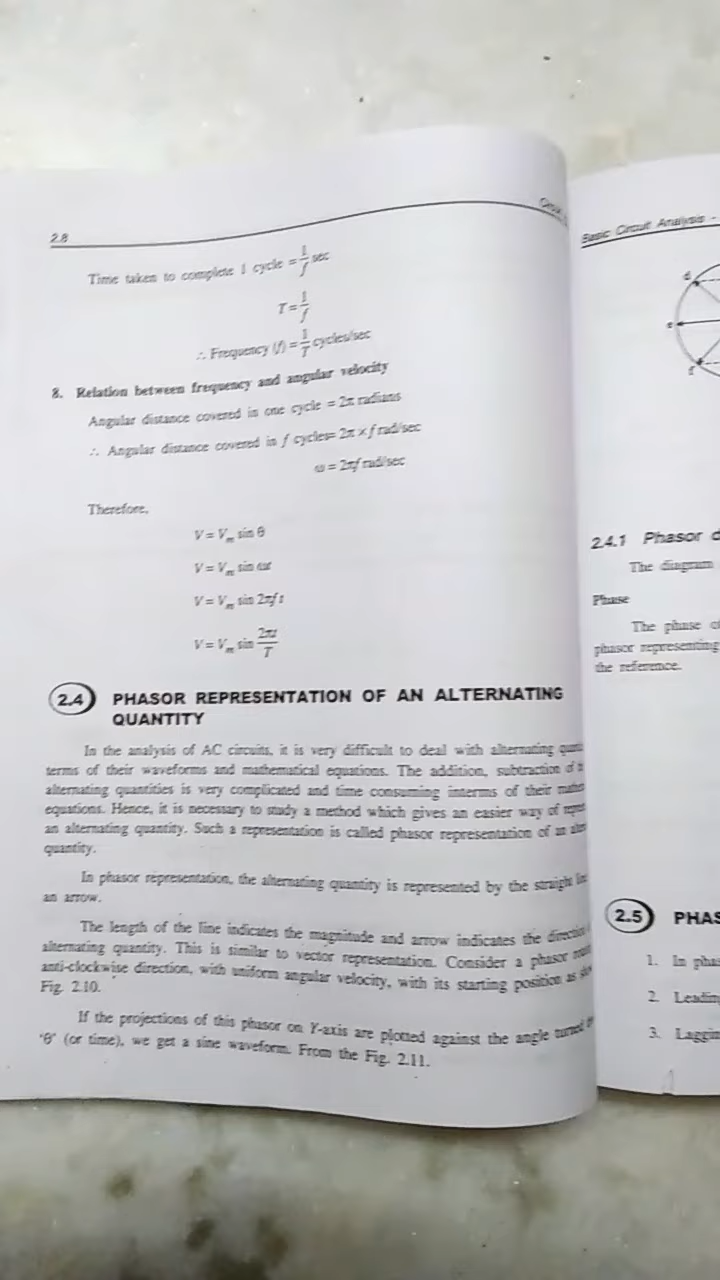 2.8
Time taken to complete 1 cycle = 1/f sec
T = 1/f
∴ Frequency (f) = 1/T cycles/sec
8. Relation between frequency and angular velocity
Angular distance covered in one cycle = 2π radians
∴ Angular distance covered in f cycles= 2π × f rad/sec
ω = 2πf rad/sec
Therefore,
V = Vm sin θ
V = Vm sin ωt
V = Vm sin 2πf t
V = Vm sin 2πt/T
2.4 PHASOR REPRESENTATION OF AN ALTERNATING
QUANTITY
In the analysis of AC circuits, it is very difficult to deal with alternating
terms of their waveforms and mathematical equations. The addition, subtraction of
alternating quantities is very complicated and time consuming interms of their
equations. Hence, it is necessary to study a method which gives an easier way of
an alternating quantity. Such a representation is called phasor representation of an
quantity.
In phasor representation, the alternating quantity is represented by the straight
an arrow.
The length of the line indicates the magnitude and arrow indicates the
alternating quantity. This is similar to vector representation. Consider a phasor
anti-clockwise direction, with uniform angular velocity, with its starting position as
Fig. 2.10.
If the projections of this phasor on Y-axis are plotted against the angle turned
'θ' (or time), we get a sine waveform. From the Fig. 2.11.
Basic Circuit Analysis -
d
e
f
2.4.1 Phasor
The diagram
Phase
The phase
phasor representing
the reference.
2.5
1. In
2.
3.